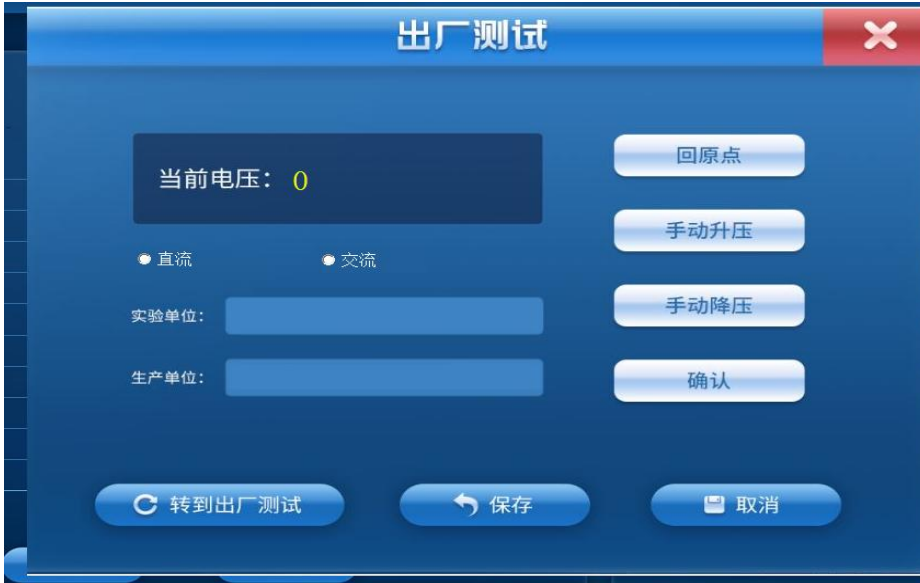 出厂测试
当前电压： 0
回原点
手动升压
直流
交流
手动降压
实验单位：
生产单位：
确认
转到出厂测试
保存
取消